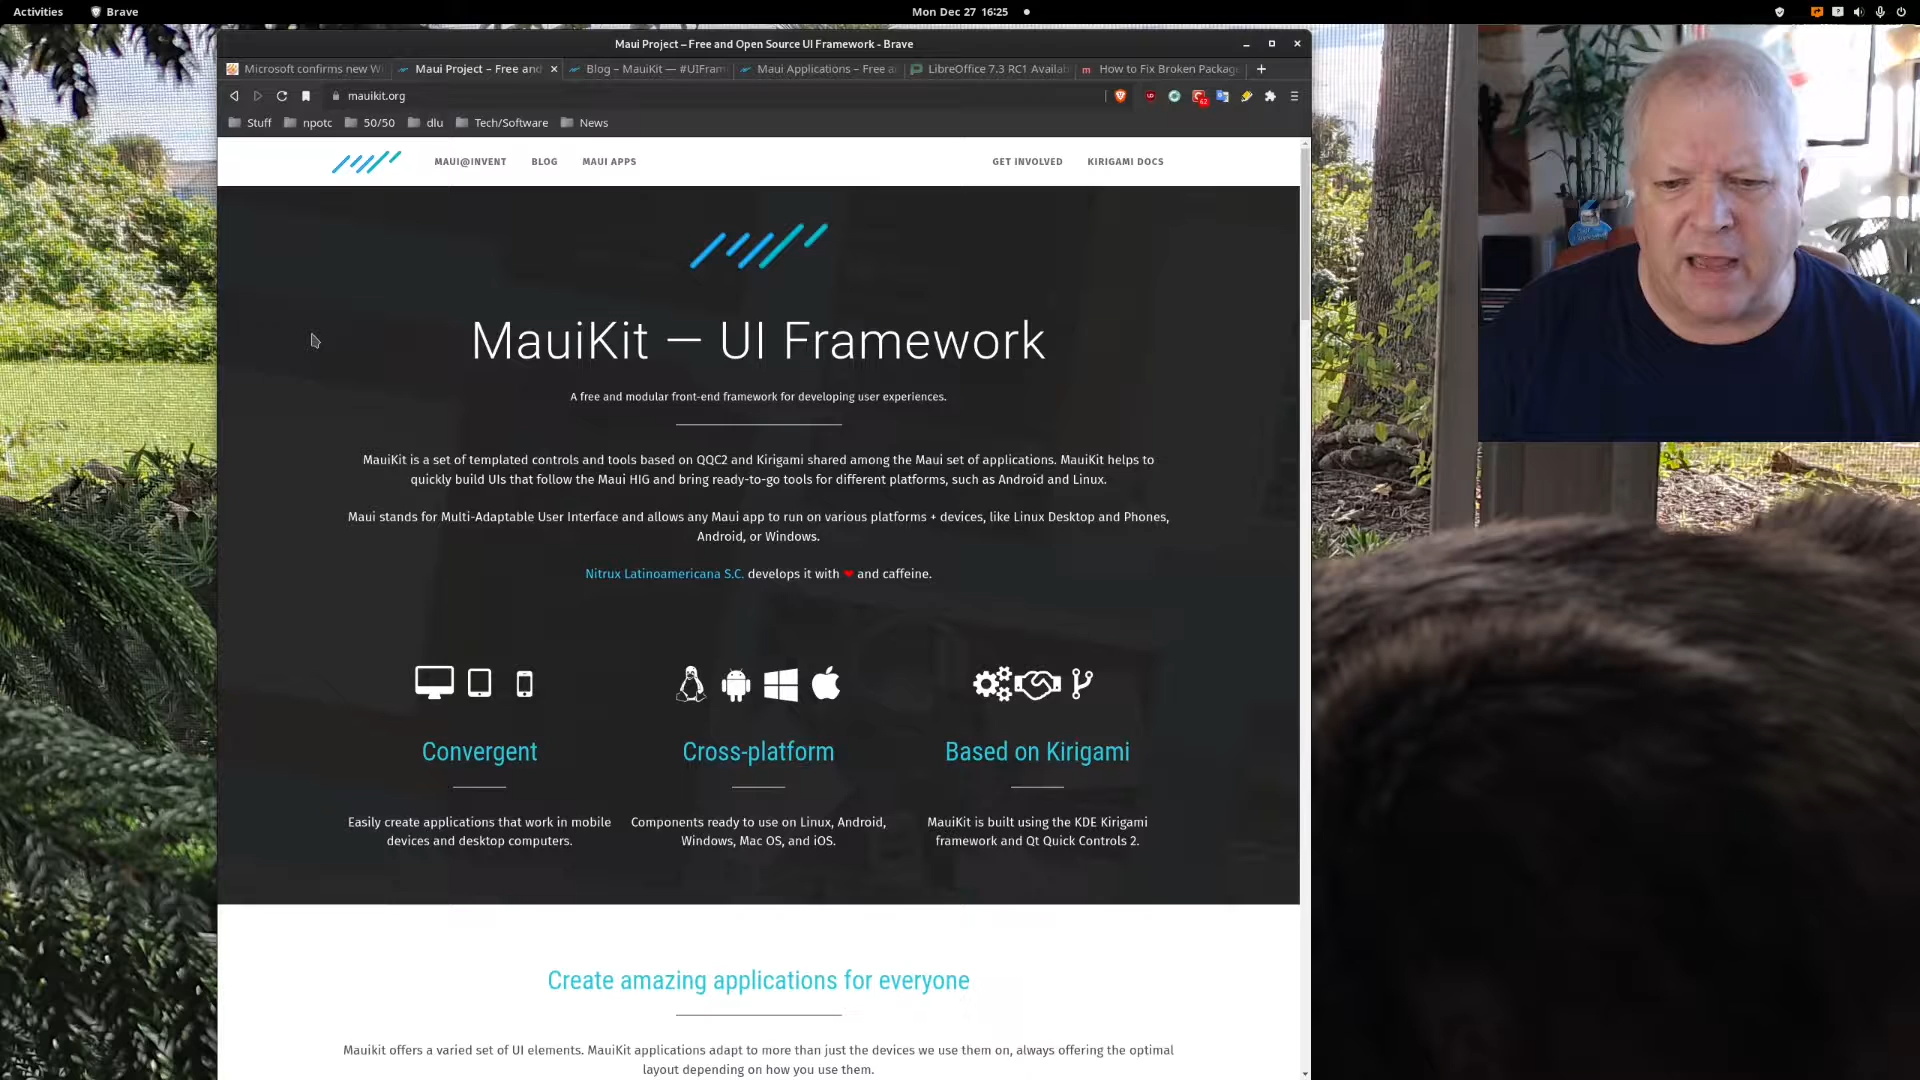 Activities
Brave
Mon Dec 27 16:25
Maui Project – Free and Open Source UI Framework - Brave
Microsoft confirms new W
Maui Project – Free and
Blog – MauiKit — #UIFram
Maui Applications – Free a
LibreOffice 7.3 RC1 Availab
How to Fix Broken Package
mauikit.org
62
Stuff
npotc
50/50
dlu
Tech/Software
News
MAUI@INVENT
BLOG
MAUI APPS
GET INVOLVED
KIRIGAMI DOCS
MauiKit — UI Framework
A free and modular front-end framework for developing user experiences.
MauiKit is a set of templated controls and tools based on QQC2 and Kirigami shared among the Maui set of applications. MauiKit helps to
quickly build UIs that follow the Maui HIG and bring ready-to-go tools for different platforms, such as Android and Linux.
Maui stands for Multi-Adaptable User Interface and allows any Maui app to run on various platforms + devices, like Linux Desktop and Phones,
Android, or Windows.
Nitrux Latinoamericana S.C. develops it with ❤ and caffeine.
Convergent
Easily create applications that work in mobile
devices and desktop computers.
Cross-platform
Components ready to use on Linux, Android,
Windows, Mac OS, and iOS.
Based on Kirigami
MauiKit is built using the KDE Kirigami
framework and Qt Quick Controls 2.
Create amazing applications for everyone
Mauikit offers a varied set of UI elements. MauiKit applications adapt to more than just the devices we use them on, always offering the optimal
layout depending on how you use them.